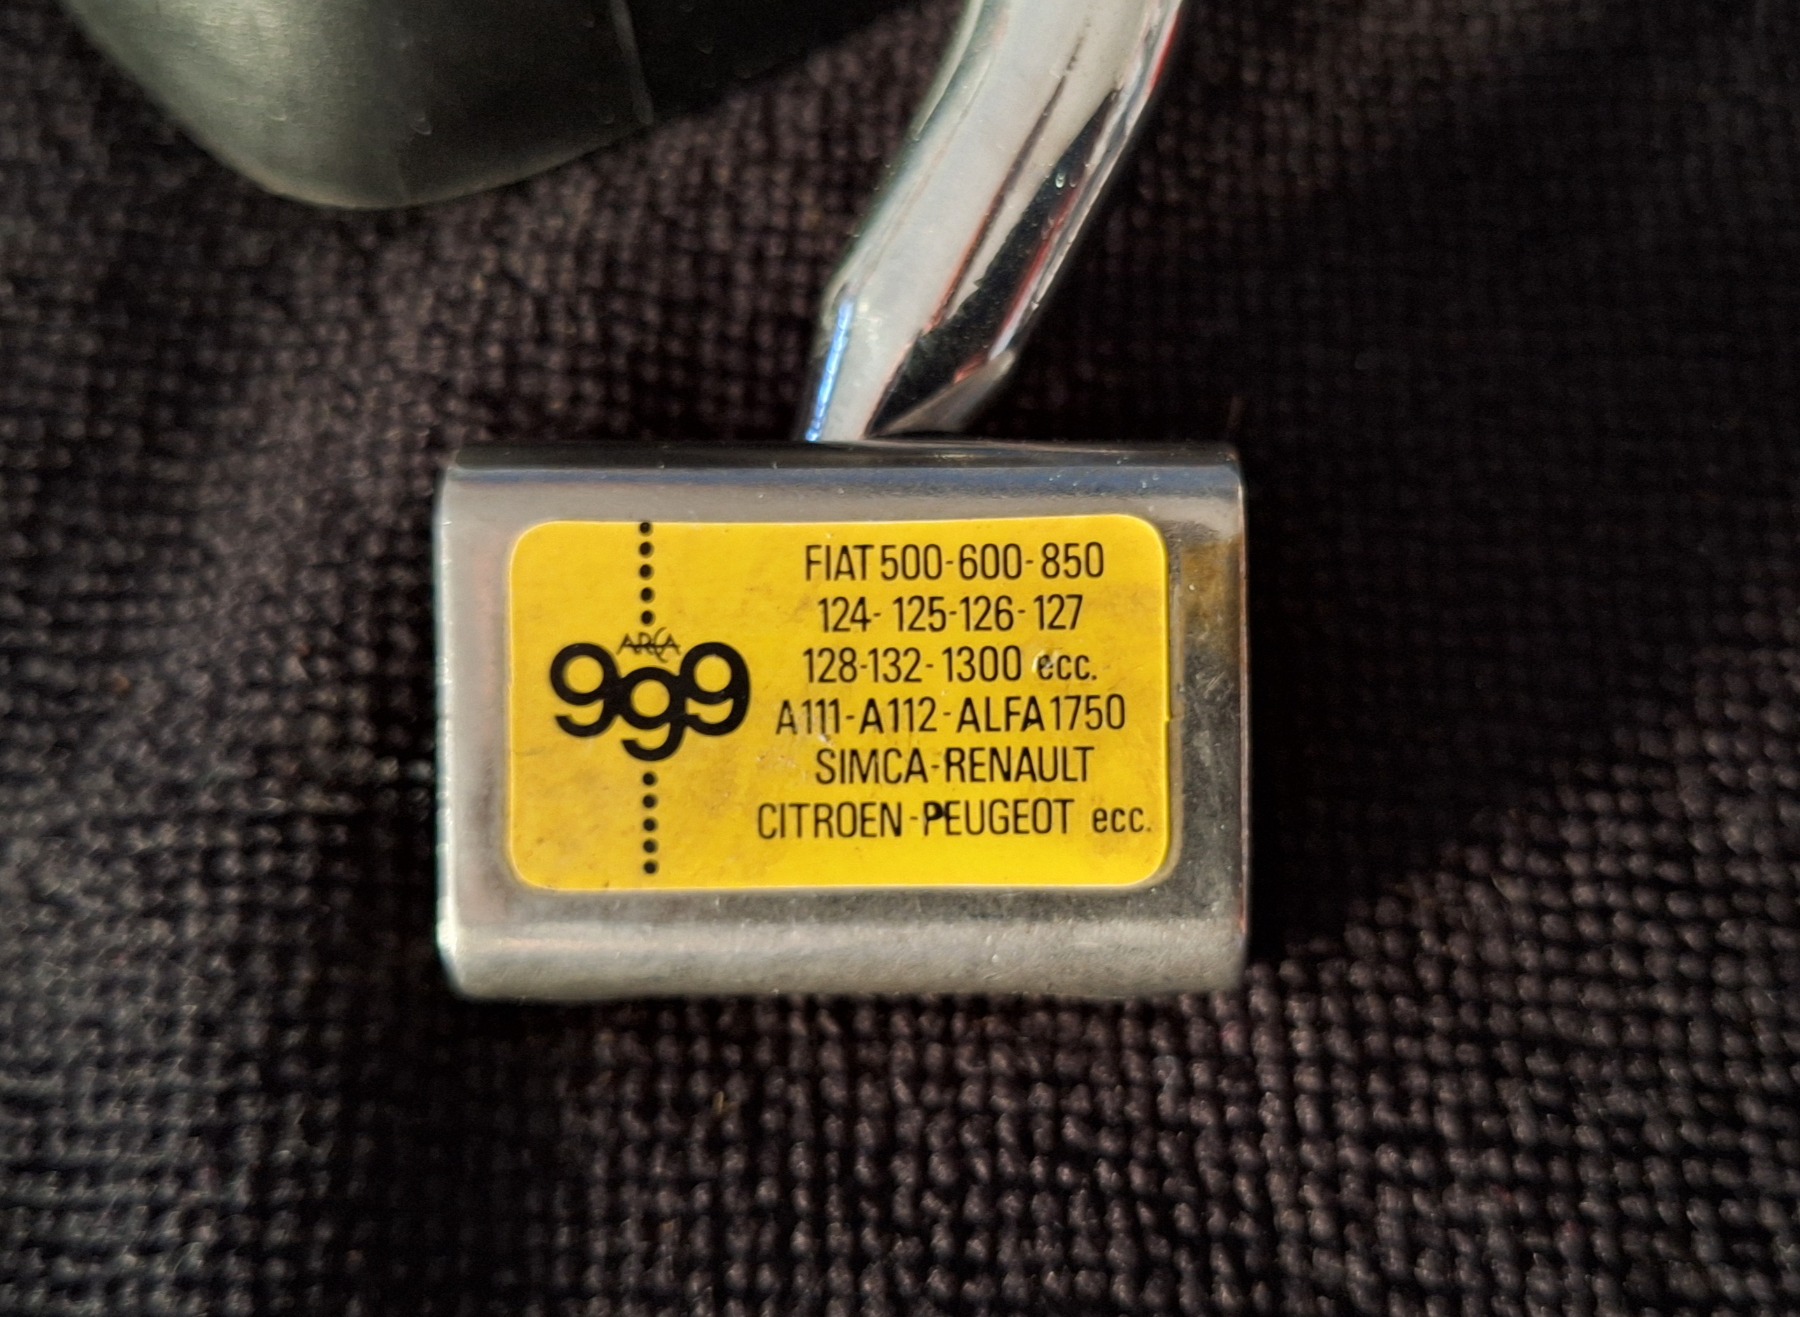 ARCA
999
FIAT 500-600-850
124-125-126-127
128-132-1300 ecc.
A111-A112-ALFA 1750
SIMCA-RENAULT
CITROEN-PEUGEOT ecc.